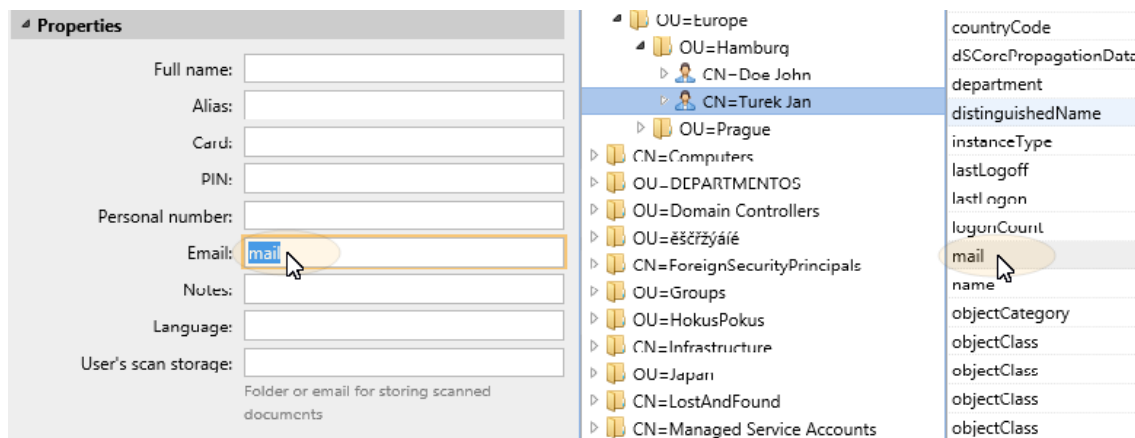 Properties
Full name:
Alias:
Card:
PIN:
Personal number:
Email: mail
Notes:
Language:
User's scan storage:
Folder or email for storing scanned
documents
OU=Europe
OU=Hamburg
CN=Doe John
CN=Turek Jan
OU=Prague
CN=Computers
OU=DEPARTMENTOS
OU=Domain Controllers
OU=ěščřžýáíé
CN=ForeignSecurityPrincipals
OU=Groups
OU=HokusPokus
CN=Infrastructure
OU=Japan
CN=LostAndFound
CN=Managed Service Accounts
countryCode
dSCorePropagationData
department
distinguishedName
instanceType
lastLogoff
lastLogon
logonCount
mail
name
objectCategory
objectClass
objectClass
objectClass
objectClass